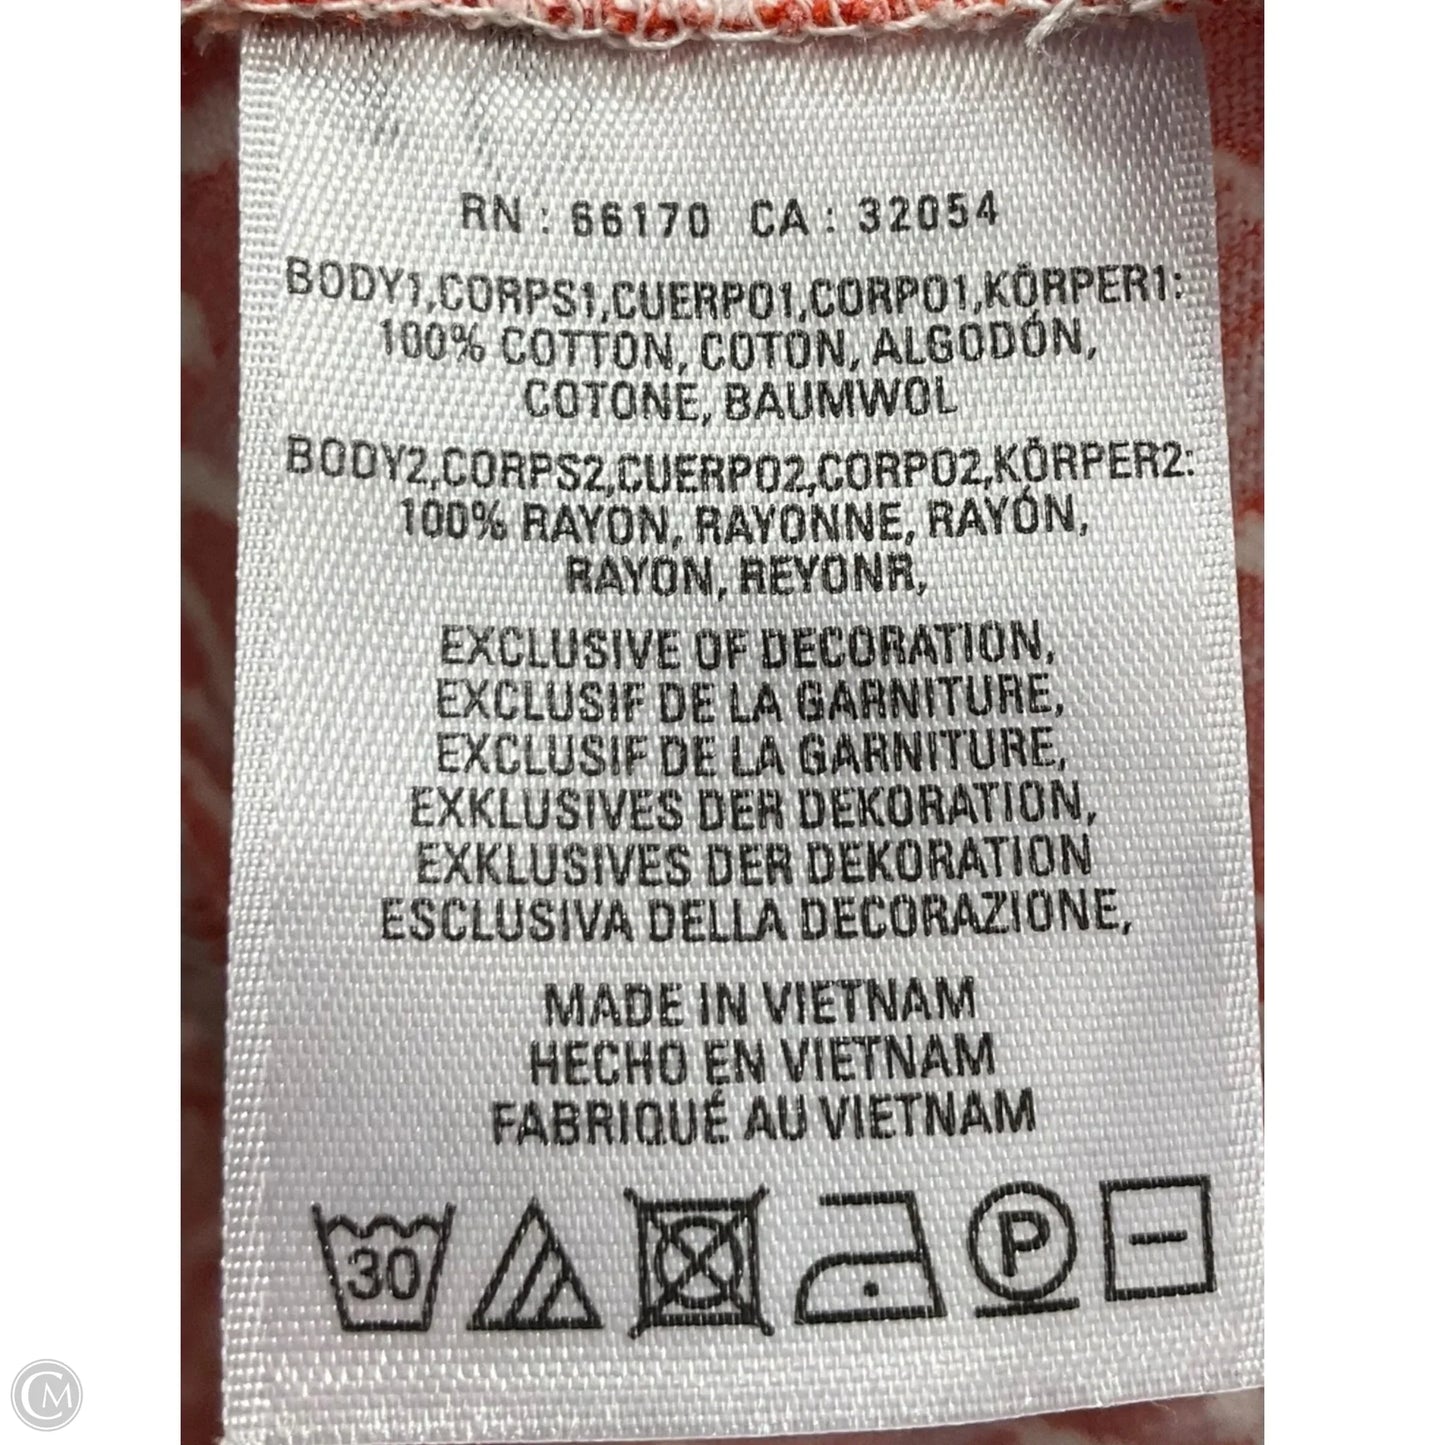 RN : 66170 CA : 32054
BODY1,CORPS1,CUERPO1,CORPO1,KÖRPER1:
100% COTTON, COTON, ALGODÓN,
COTONE, BAUMWOL
BODY2,CORPS2,CUERPO2,CORPO2,KÖRPER2:
100% RAYON, RAYONNE, RAYÓN,
RAYON, REYONR,
EXCLUSIVE OF DECORATION,
EXCLUSIF DE LA GARNITURE,
EXCLUSIF DE LA GARNITURE,
EXKLUSIVES DER DEKORATION,
EXKLUSIVES DER DEKORATION
ESCLUSIVA DELLA DECORAZIONE,
MADE IN VIETNAM
HECHO EN VIETNAM
FABRIQUÉ AU VIETNAM
30 P
CM